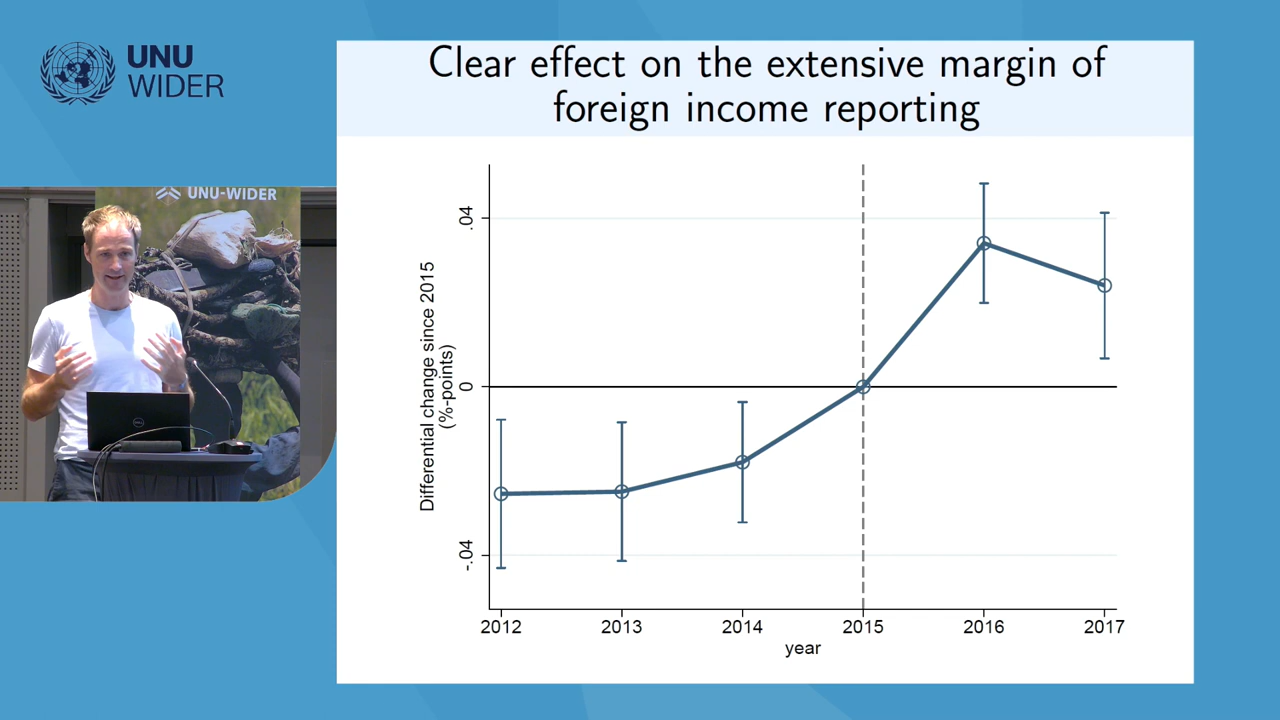 UNU
WIDER
Clear effect on the extensive margin of
foreign income reporting
UNU-WIDER
DELL
Differential change since 2015
(%-points)
.04
0
-.04
2012 2013 2014 2015 2016 2017
year